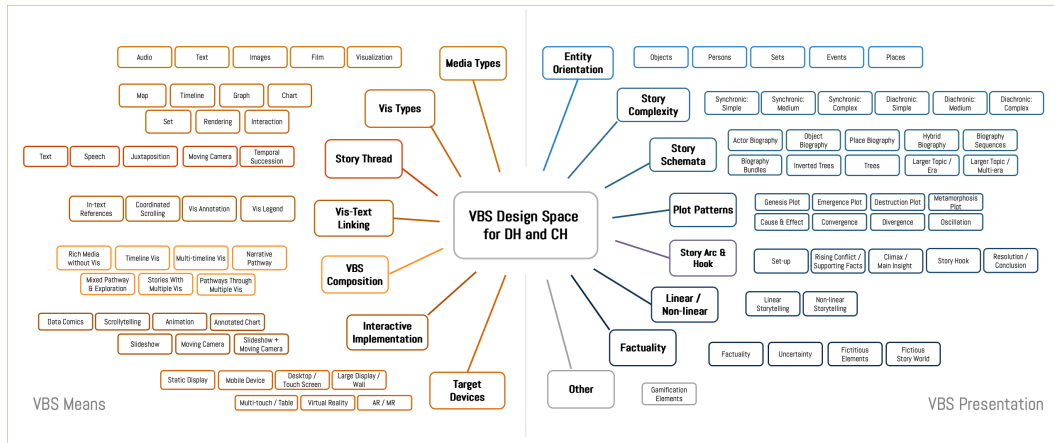 Audio
Text
Images
Film
Visualization
Media Types
Map
Timeline
Graph
Chart
Set
Rendering
Interaction
Vis Types
Text
Speech
Juxtaposition
Moving Camera
Temporal
Succession
Story
Thread
In-text
References
Coordinated
Scrolling
Vis Annotation
Vis Legend
Vis-Text
Linking
Rich Media
without Vis
Timeline Vis
Multi-timeline Vis
Narrative
Pathway
Mixed Pathway
& Exploration
Stories With
Multiple Vis
Pathways Through
Multiple Vis
VBS
Composition
Data Comics
Scrollytelling
Animation
Annotated Chart
Slideshow
Moving Camera
Slideshow +
Moving Camera
Interactive
Implementation
Static Display
Mobile Device
Desktop /
Touch Screen
Large Display /
Wall
Multi-touch / Table
Virtual Reality
AR / MR
Target
Devices
VBS Means
VBS Design Space
for DH and CH
Entity
Orientation
Objects
Persons
Sets
Events
Places
Story
Complexity
Synchronic:
Simple
Synchronic:
Medium
Synchronic:
Complex
Diachronic:
Simple
Diachronic:
Medium
Diachronic:
Complex
Story
Schemata
Actor Biography
Object
Biography
Place Biography
Hybrid
Biography
Biography
Sequences
Biography
Bundles
Inverted Trees
Trees
Larger Topic /
Era
Larger Topic /
Multi-era
Plot Patterns
Genesis Plot
Emergence Plot
Destruction Plot
Metamorphosis
Plot
Cause & Effect
Convergence
Divergence
Oscillation
Story Arc &
Hook
Set-up
Rising Conflict /
Supporting Facts
Climax /
Main Insight
Story Hook
Resolution /
Conclusion
Linear /
Non-linear
Linear
Storytelling
Non-linear
Storytelling
Factuality
Factuality
Uncertainty
Fictitious
Elements
Fictious
Story World
Other
Gamification
Elements
VBS Presentation